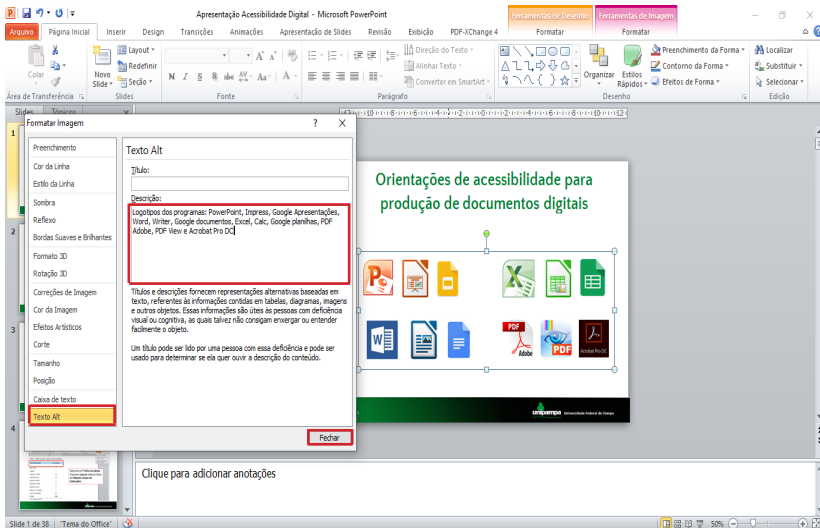 Apresentação Acessibilidade Digital - Microsoft PowerPoint
Ferramentas de Desenho
Ferramentas de Imagem
Arquivo
Página Inicial
Inserir
Design
Transições
Animações
Apresentação de Slides
Revisão
Exibição
PDF-XChange 4
Formatar
Formatar
Colar
Área de Transferência
Novo
Slide
Layout
Redefinir
Seção
Slides
N I S S abc AV Aa A
Fonte
Direção do Texto
Alinhar Texto
Converter em SmartArt
Parágrafo
Organizar
Estilos
Rápidos
Preenchimento da Forma
Contorno da Forma
Efeitos de Forma
Desenho
Localizar
Substituir
Selecionar
Edição
Slides
Tópicos
1
2
3
4
Formatar Imagem
Preenchimento
Cor da Linha
Estilo da Linha
Sombra
Reflexo
Bordas Suaves e Brilhantes
Formato 3D
Rotação 3D
Correções de Imagem
Cor da Imagem
Efeitos Artísticos
Corte
Tamanho
Posição
Caixa de texto
Texto Alt
Texto Alt
Título:
Descrição:
Logotipos dos programas: PowerPoint, Impress, Google Apresentações,
Word, Writer, Google documentos, Excel, Calc, Google planilhas, PDF
Adobe, PDF View e Acrobat Pro DC
Títulos e descrições fornecem representações alternativas baseadas em
texto, referentes às informações contidas em tabelas, diagramas, imagens
e outros objetos. Essas informações são úteis às pessoas com deficiência
visual ou cognitiva, as quais talvez não consigam enxergar ou entender
facilmente o objeto.
Um título pode ser lido por uma pessoa com essa deficiência e pode ser
usado para determinar se ela quer ouvir a descrição do conteúdo.
Fechar
Orientações de acessibilidade para
produção de documentos digitais
PDF
Adobe
PDF
Acrobat Pro DC
unipampa Universidade Federal do Pampa
Clique para adicionar anotações
Slide 1 de 38
"Tema do Office"
50%